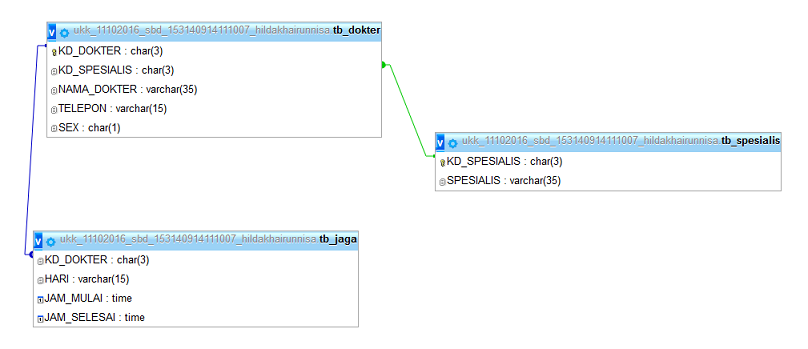 v ukk_11102016_sbd_153140914111007_hildakhairunnisa.tb_dokter
KD_DOKTER : char(3)
KD_SPESIALIS : char(3)
NAMA_DOKTER : varchar(35)
TELEPON : varchar(15)
SEX : char(1)
v ukk_11102016_sbd_153140914111007_hildakhairunnisa.tb_spesialis
KD_SPESIALIS : char(3)
SPESIALIS : varchar(35)
v ukk_11102016_sbd_153140914111007_hildakhairunnisa.tb_jaga
KD_DOKTER : char(3)
HARI : varchar(15)
JAM_MULAI : time
JAM_SELESAI : time